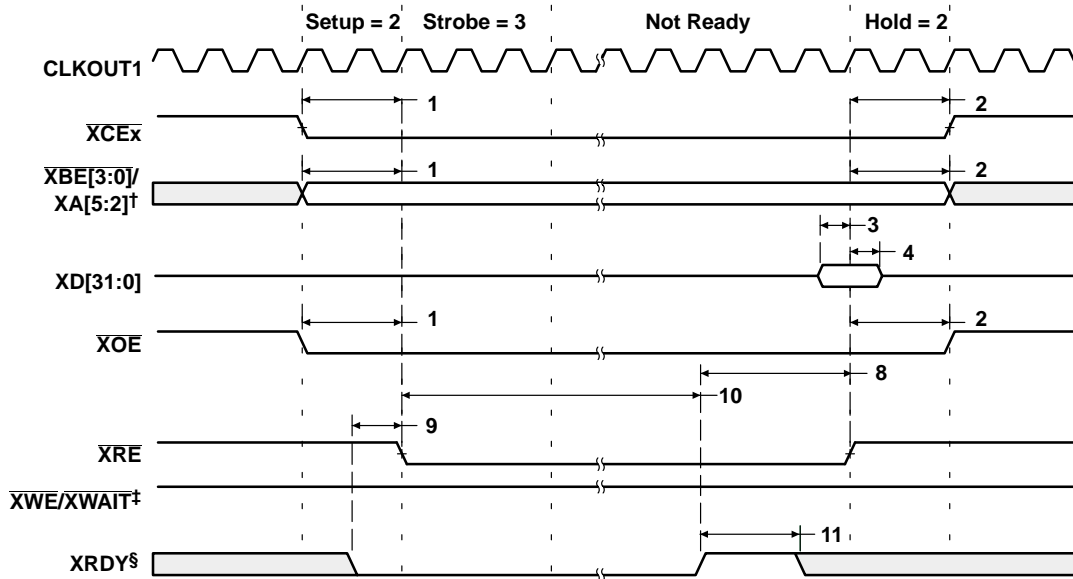 Setup = 2 Strobe = 3 Not Ready Hold = 2
CLKOUT1
1 2
XCEx
1 2
XBE[3:0]/
XA[5:2]†
3
4
XD[31:0]
1 2
XOE
8
10
9
XRE
XWE/XWAIT‡
11
XRDY§